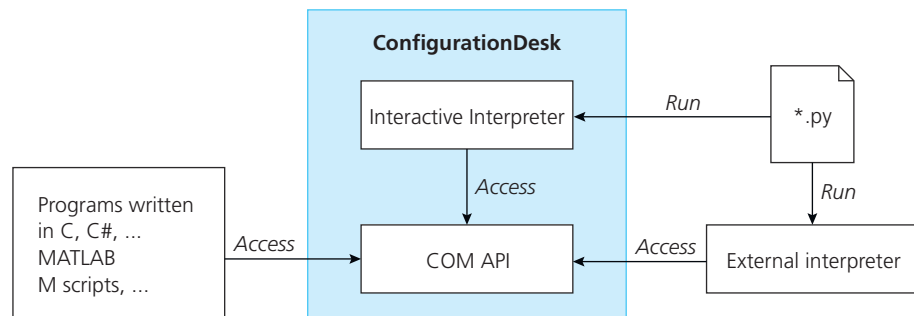 ConfigurationDesk
Interactive Interpreter
Run
*.py
Access
Run
Programs written
in C, C#, ...
MATLAB
M scripts, ...
Access
COM API
Access
External interpreter